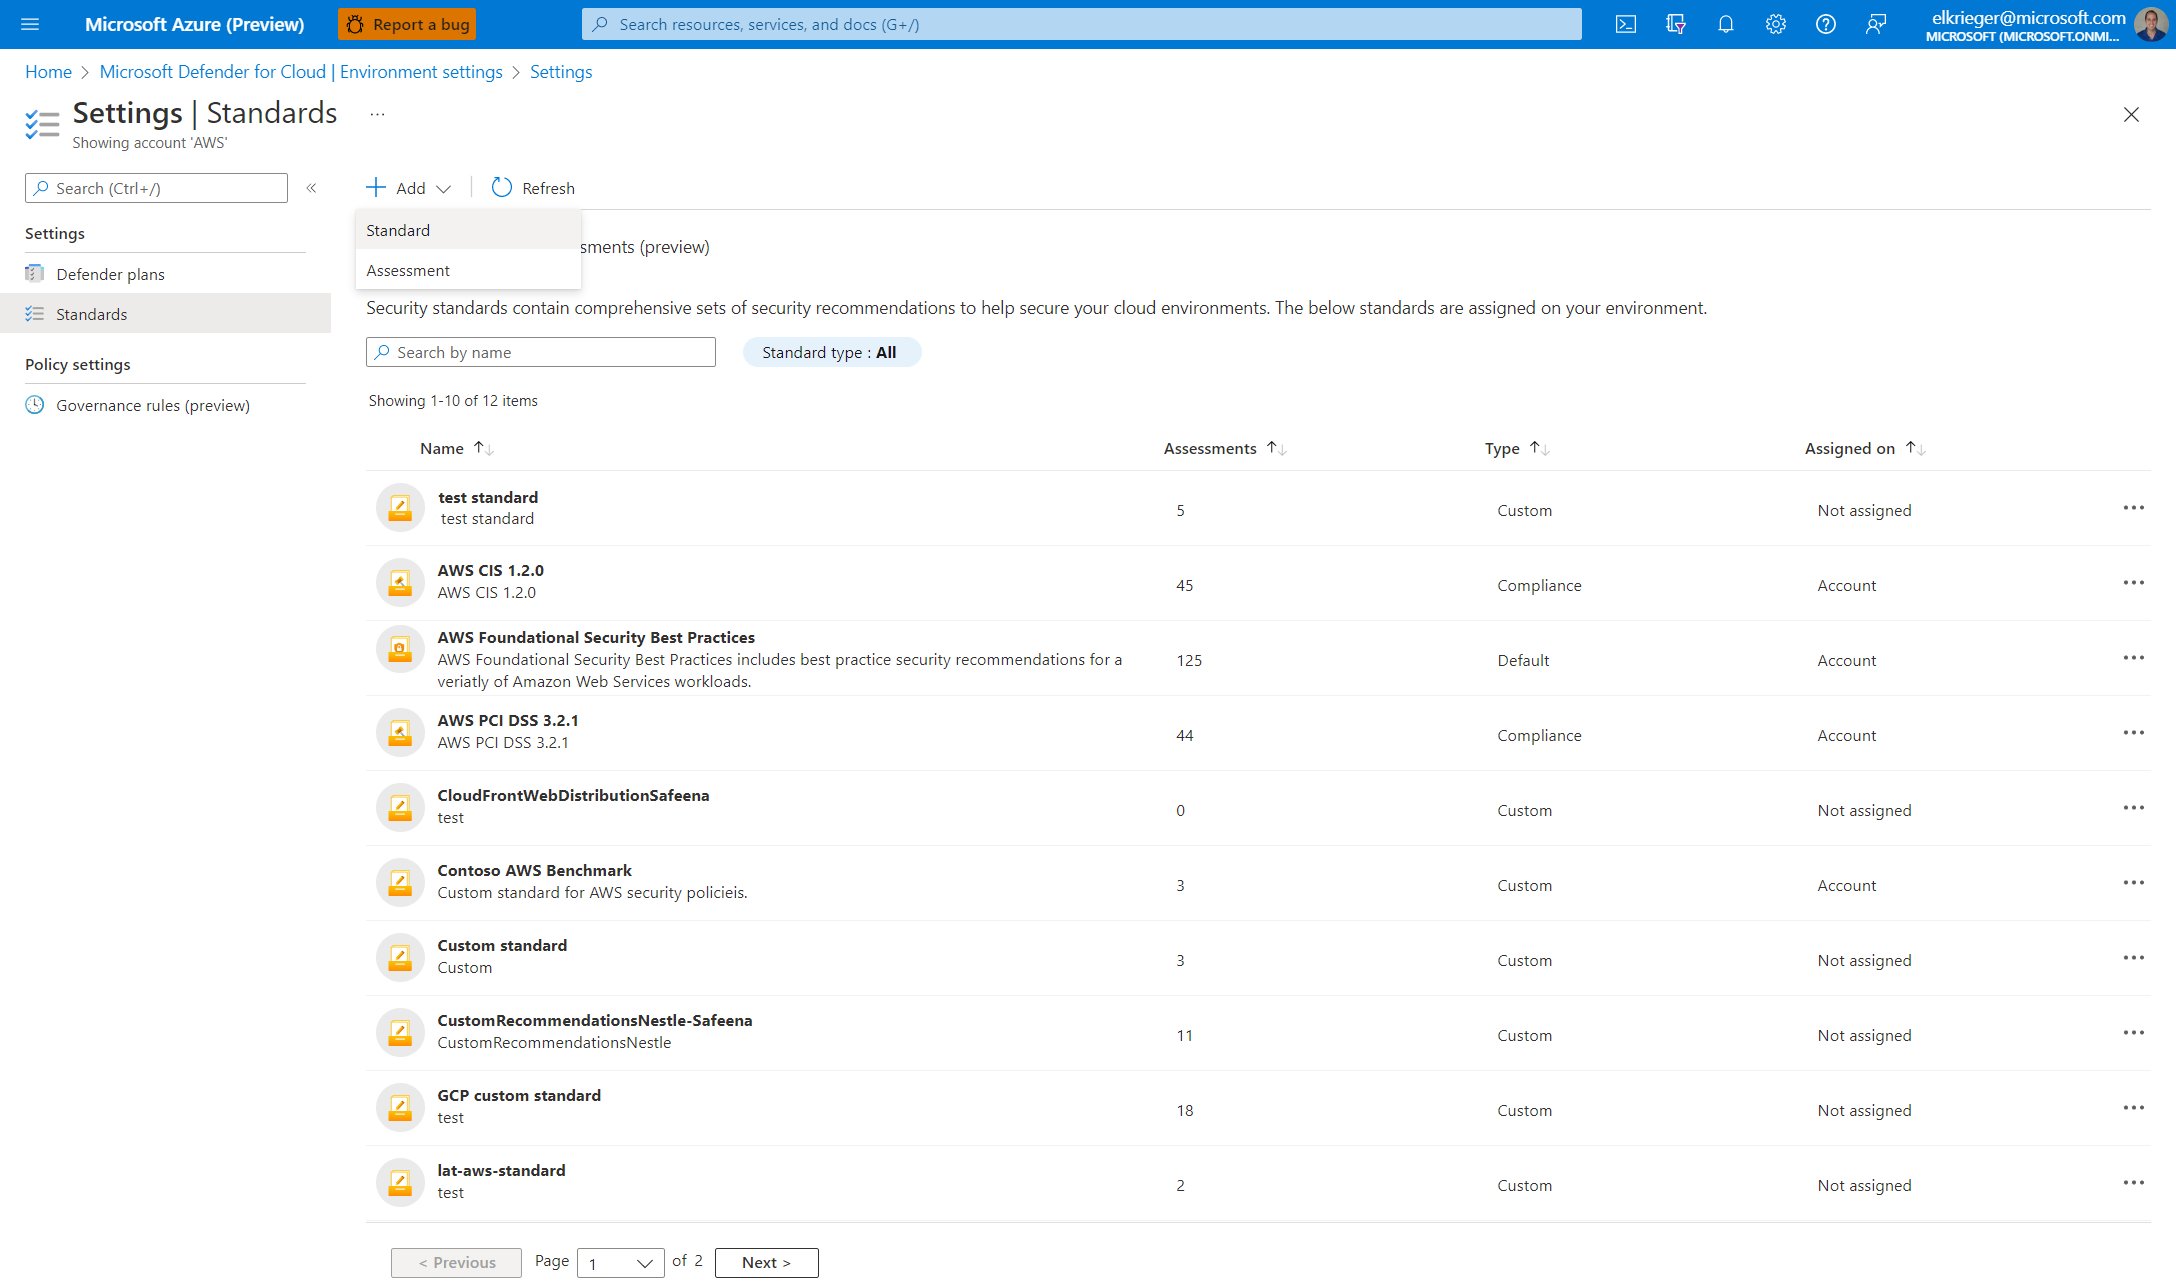 Microsoft Azure (Preview)
Report a bug
Search resources, services, and docs (G+/)
elkrieger@microsoft.com
MICROSOFT (MICROSOFT.ONMI...
Home > Microsoft Defender for Cloud | Environment settings > Settings
Settings | Standards ...
Showing account 'AWS'
Search (Ctrl+/)
«
Add
Refresh
Standard
Assessment
sments (preview)
Settings
Defender plans
Standards
Policy settings
Governance rules (preview)
Security standards contain comprehensive sets of security recommendations to help secure your cloud environments. The below standards are assigned on your environment.
Search by name
Standard type : All
Showing 1-10 of 12 items
Name Assessments Type Assigned on
test standard
test standard
5 Custom Not assigned
AWS CIS 1.2.0
AWS CIS 1.2.0
45 Compliance Account
AWS Foundational Security Best Practices
AWS Foundational Security Best Practices includes best practice security recommendations for a
veriatly of Amazon Web Services workloads.
125 Default Account
AWS PCI DSS 3.2.1
AWS PCI DSS 3.2.1
44 Compliance Account
CloudFrontWebDistributionSafeena
test
0 Custom Not assigned
Contoso AWS Benchmark
Custom standard for AWS security policieis.
3 Custom Account
Custom standard
Custom
3 Custom Not assigned
CustomRecommendationsNestle-Safeena
CustomRecommendationsNestle
11 Custom Not assigned
GCP custom standard
test
18 Custom Not assigned
lat-aws-standard
test
2 Custom Not assigned
< Previous Page 1 of 2 Next >